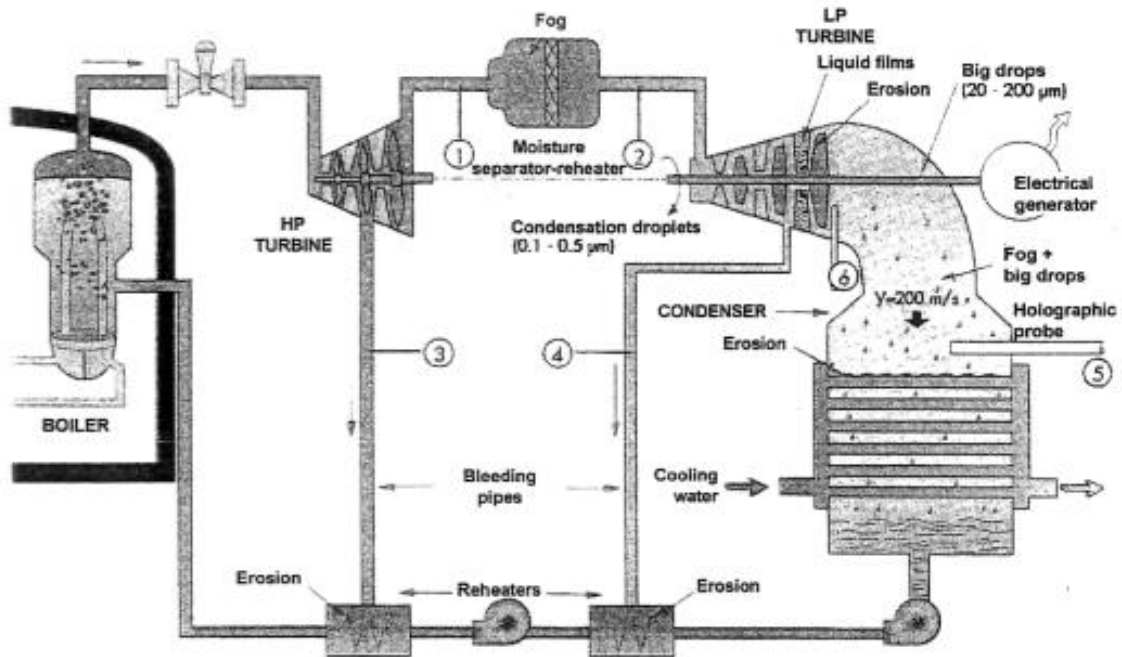 Fog
LP
TURBINE
Liquid films
Big drops
(20 - 200 µm)
Erosion
1
Moisture
separator-reheater
2
Electrical
generator
HP
TURBINE
Condensation droplets
(0.1 - 0.5 µm)
6
Fog +
big drops
V=200 m/s
CONDENSER
Holographic
probe
Erosion
3
4
5
BOILER
Bleeding
pipes
Cooling
water
Erosion
Reheaters
Erosion